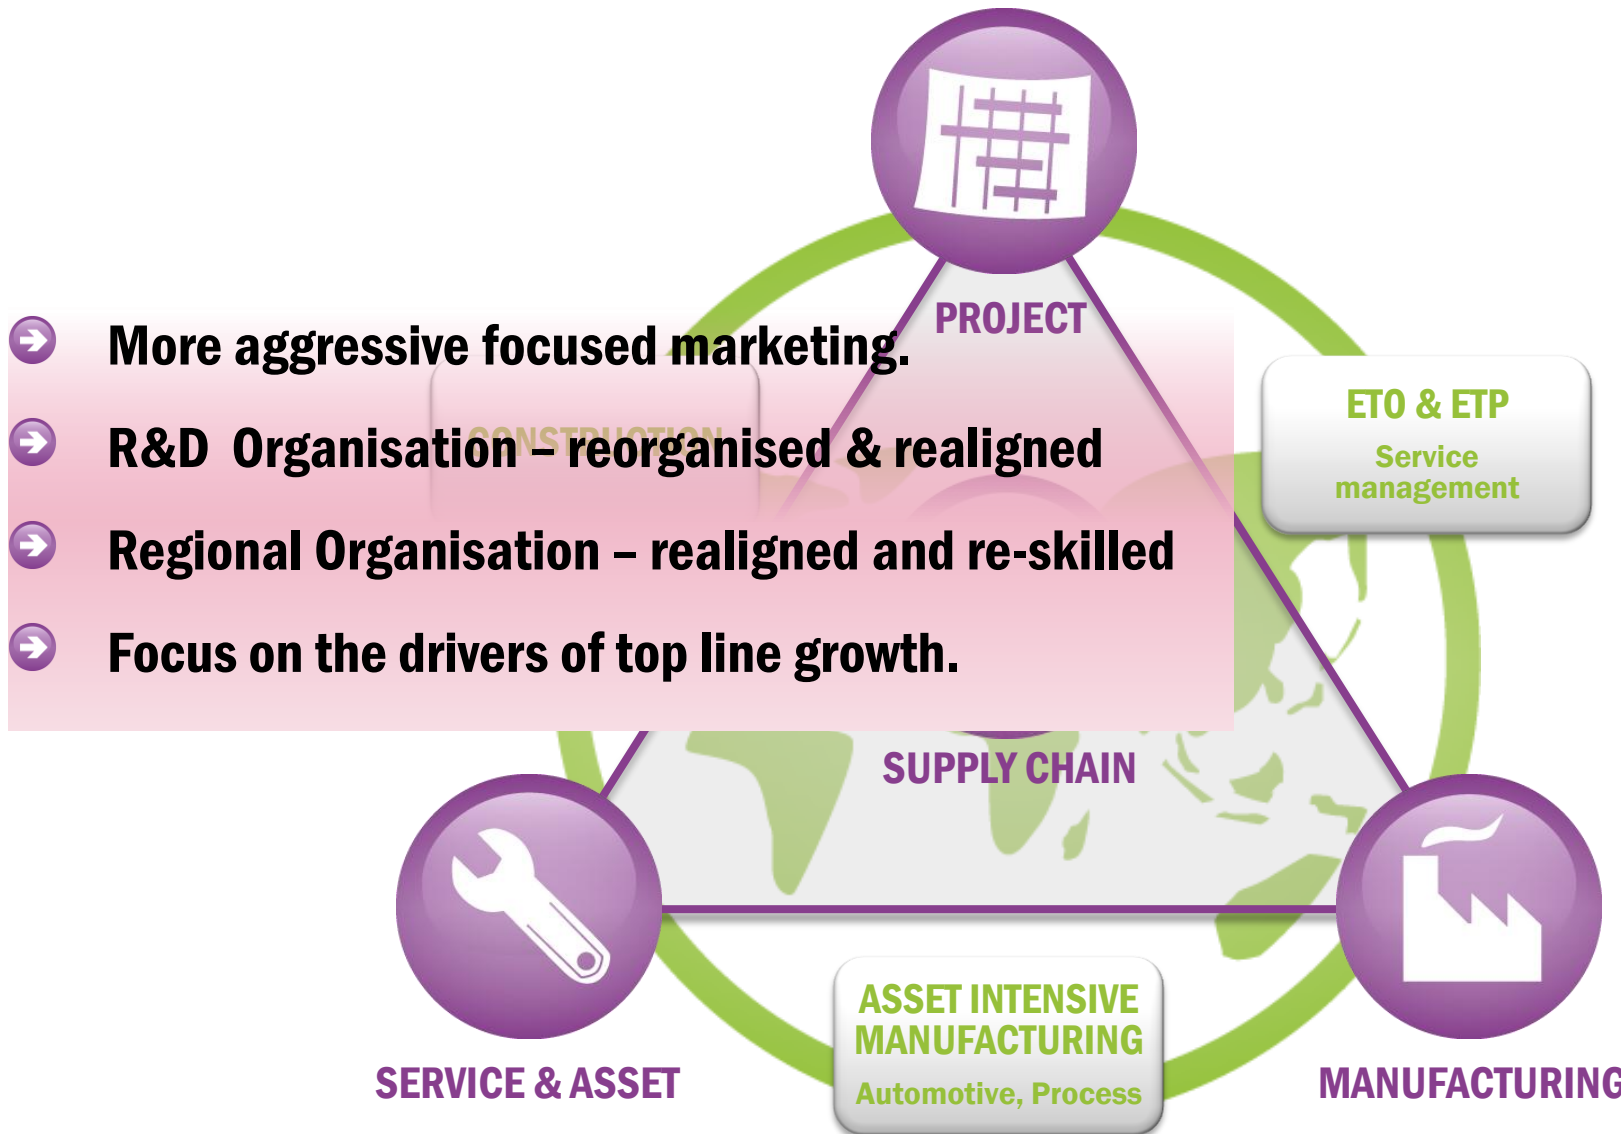 PROJECT
More aggressive focused marketing.
CONSTRUCTION
R&D  Organisation – reorganised & realigned
Regional Organisation – realigned and re-skilled
Focus on the drivers of top line growth.
ETO & ETP
Service
management
SUPPLY CHAIN
ASSET INTENSIVE
MANUFACTURING
Automotive, Process
SERVICE & ASSET
MANUFACTURING